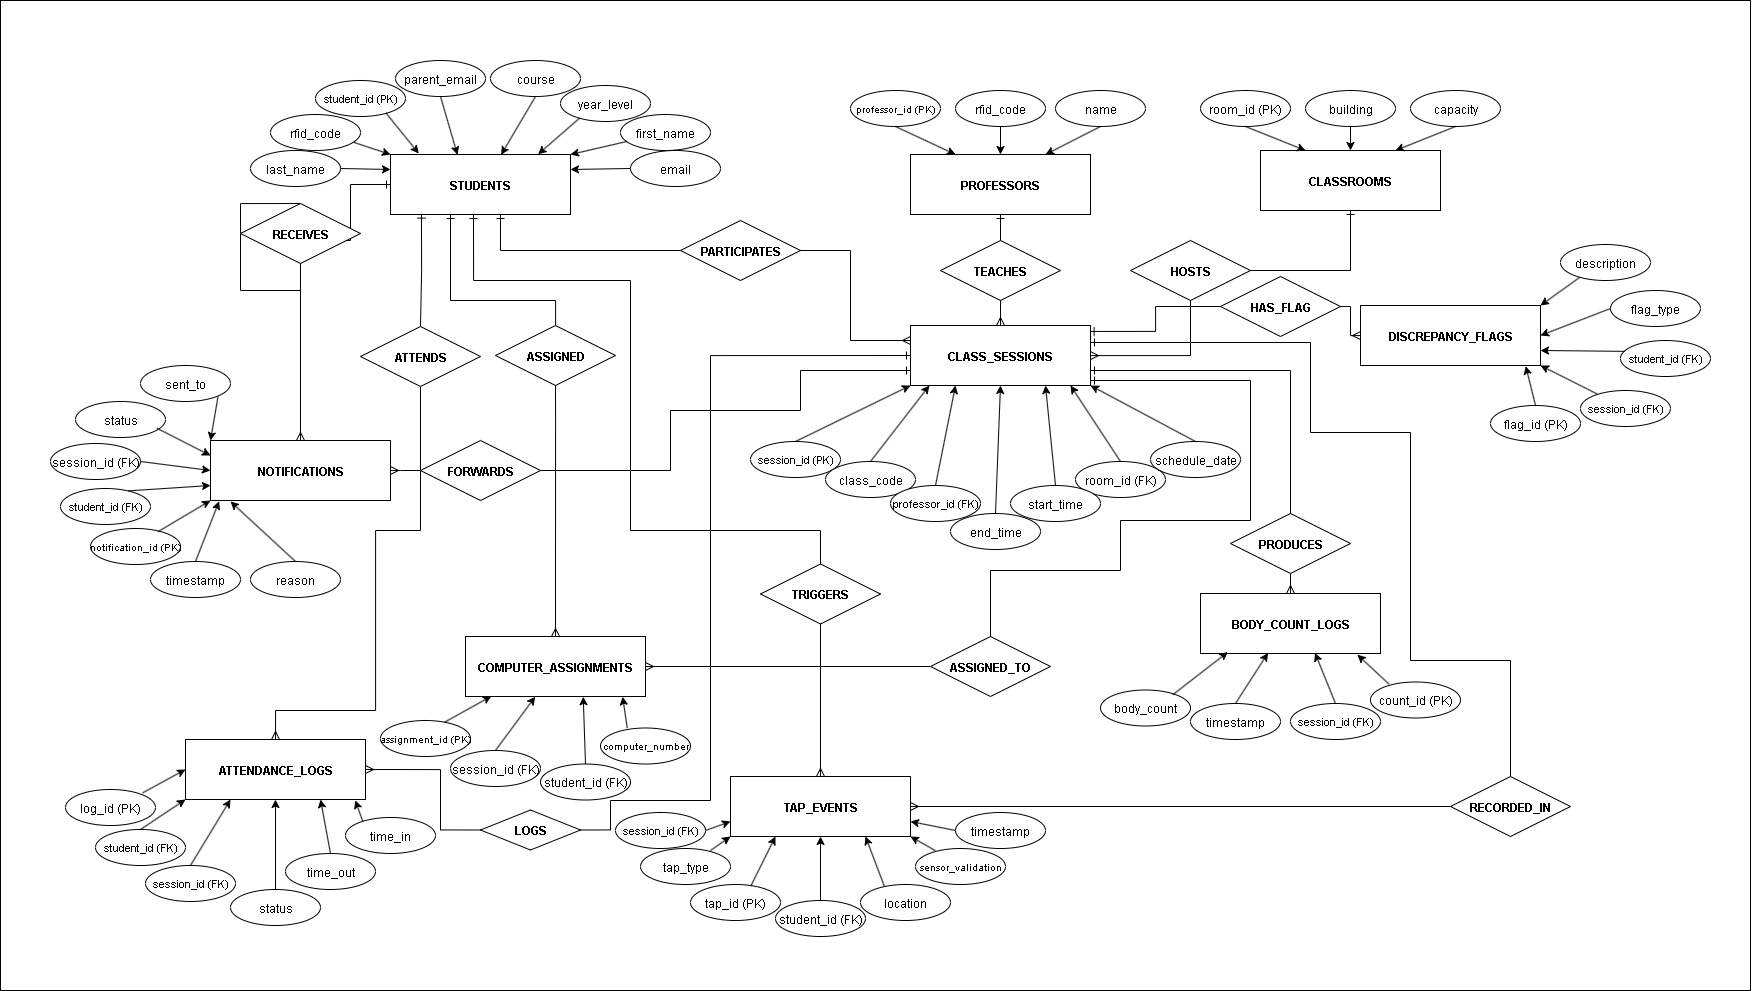 parent_email
course
student_id (PK)
year_level
rfid_code
first_name
last_name
email
STUDENTS
professor_id (PK)
rfid_code
name
PROFESSORS
room_id (PK)
building
capacity
CLASSROOMS
RECEIVES
PARTICIPATES
TEACHES
HOSTS
HAS_FLAG
description
flag_type
student_id (FK)
session_id (FK)
flag_id (PK)
DISCREPANCY_FLAGS
ATTENDS
ASSIGNED
CLASS_SESSIONS
session_id (PK)
class_code
professor_id (FK)
end_time
start_time
room_id (FK)
schedule_date
sent_to
status
session_id (FK)
student_id (FK)
notification_id (PK)
timestamp
reason
NOTIFICATIONS
FORWARDS
PRODUCES
TRIGGERS
BODY_COUNT_LOGS
body_count
timestamp
session_id (FK)
count_id (PK)
COMPUTER_ASSIGNMENTS
ASSIGNED_TO
assignment_id (PK)
session_id (FK)
student_id (FK)
computer_number
ATTENDANCE_LOGS
log_id (PK)
student_id (FK)
session_id (FK)
status
time_out
time_in
LOGS
TAP_EVENTS
session_id (FK)
tap_type
tap_id (PK)
student_id (FK)
location
sensor_validation
timestamp
RECORDED_IN